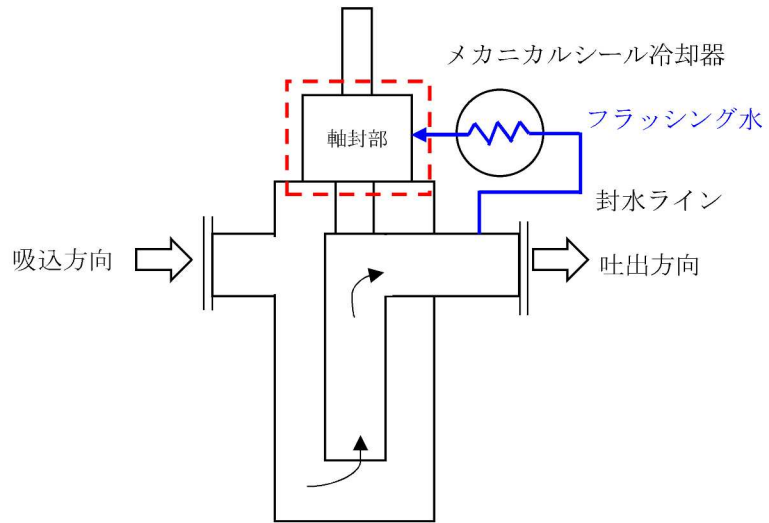 メカニカルシール冷却器
フラッシング水
軸封部
封水ライン
吸込方向
吐出方向